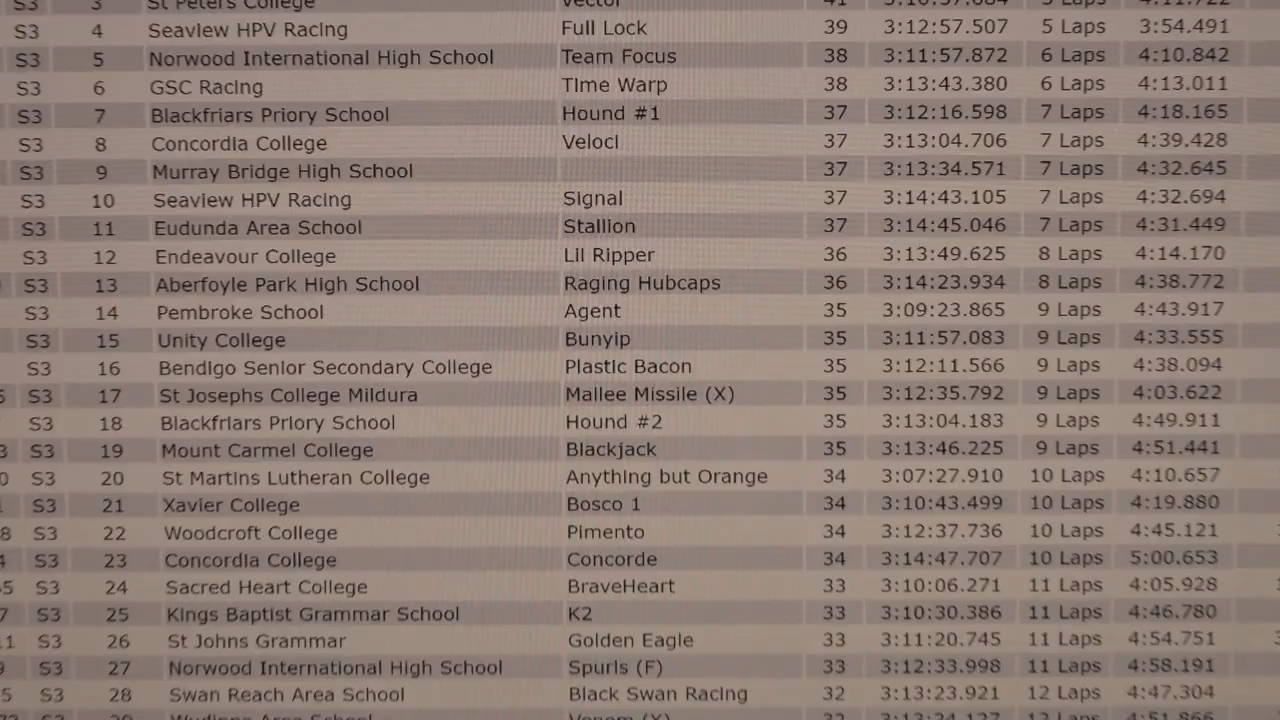 S3 3 St Peters College Vector 41
S3 4 Seaview HPV Racing Full Lock 39 3:12:57.507 5 Laps 3:54.491
S3 5 Norwood International High School Team Focus 38 3:11:57.872 6 Laps 4:10.842
S3 6 GSC Racing Time Warp 38 3:13:43.380 6 Laps 4:13.011
S3 7 Blackfriars Priory School Hound #1 37 3:12:16.598 7 Laps 4:18.165
S3 8 Concordia College Veloci 37 3:13:04.706 7 Laps 4:39.428
S3 9 Murray Bridge High School 37 3:13:34.571 7 Laps 4:32.645
S3 10 Seaview HPV Racing Signal 37 3:14:43.105 7 Laps 4:32.694
S3 11 Eudunda Area School Stallion 37 3:14:45.046 7 Laps 4:31.449
S3 12 Endeavour College Lil Ripper 36 3:13:49.625 8 Laps 4:14.170
S3 13 Aberfoyle Park High School Raging Hubcaps 36 3:14:23.934 8 Laps 4:38.772
S3 14 Pembroke School Agent 35 3:09:23.865 9 Laps 4:43.917
S3 15 Unity College Bunyip 35 3:11:57.083 9 Laps 4:33.555
S3 16 Bendigo Senior Secondary College Plastic Bacon 35 3:12:11.566 9 Laps 4:38.094
S3 17 St Josephs College Mildura Mallee Missile (X) 35 3:12:35.792 9 Laps 4:03.622
S3 18 Blackfriars Priory School Hound #2 35 3:13:04.183 9 Laps 4:49.911
3 S3 19 Mount Carmel College Blackjack 35 3:13:46.225 9 Laps 4:51.441
0 S3 20 St Martins Lutheran College Anything but Orange 34 3:07:27.910 10 Laps 4:10.657
S3 21 Xavier College Bosco 1 34 3:10:43.499 10 Laps 4:19.880
8 S3 22 Woodcroft College Pimento 34 3:12:37.736 10 Laps 4:45.121
4 S3 23 Concordia College Concorde 34 3:14:47.707 10 Laps 5:00.653
5 S3 24 Sacred Heart College BraveHeart 33 3:10:06.271 11 Laps 4:05.928
7 S3 25 Kings Baptist Grammar School K2 33 3:10:30.386 11 Laps 4:46.780
11 S3 26 St Johns Grammar Golden Eagle 33 3:11:20.745 11 Laps 4:54.751
9 S3 27 Norwood International High School Spurls (F) 33 3:12:33.998 11 Laps 4:58.191
5 S3 28 Swan Reach Area School Black Swan Racing 32 3:13:23.921 12 Laps 4:47.304